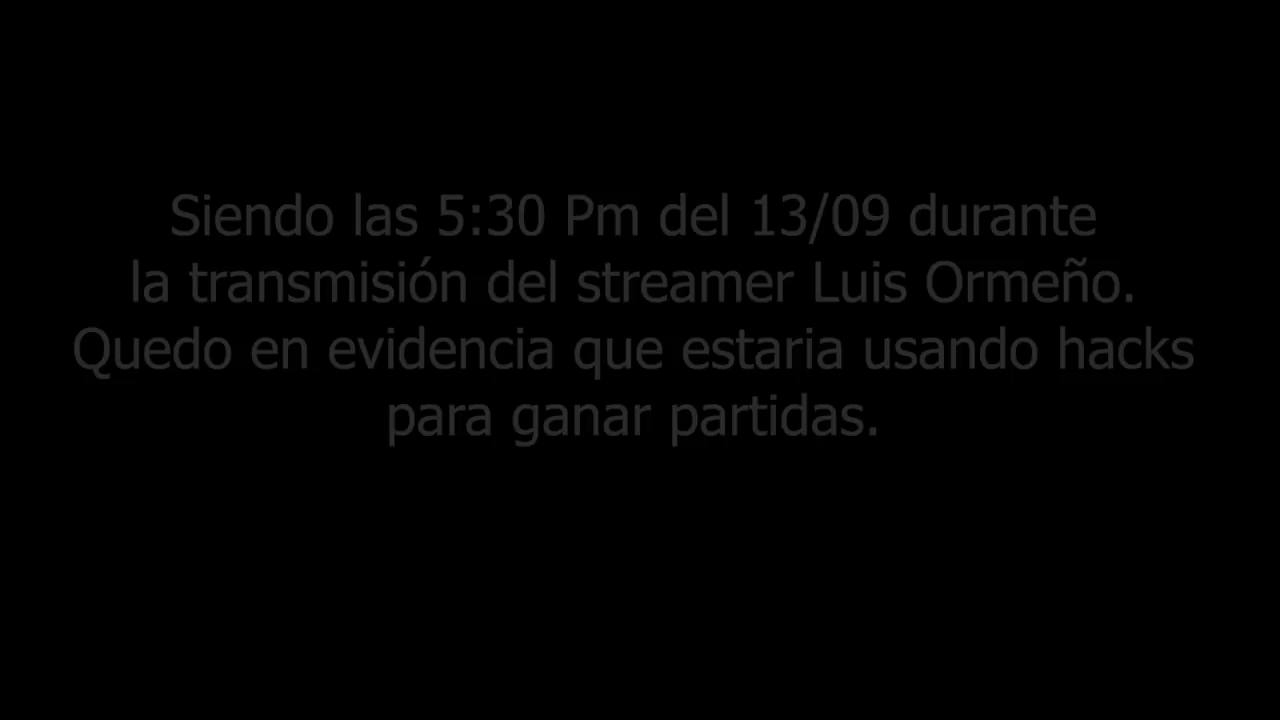 Siendo las 5:30 Pm del 13/09 durante
la transmisión del streamer Luis Ormeño.
Quedo en evidencia que estaria usando hacks
para ganar partidas.